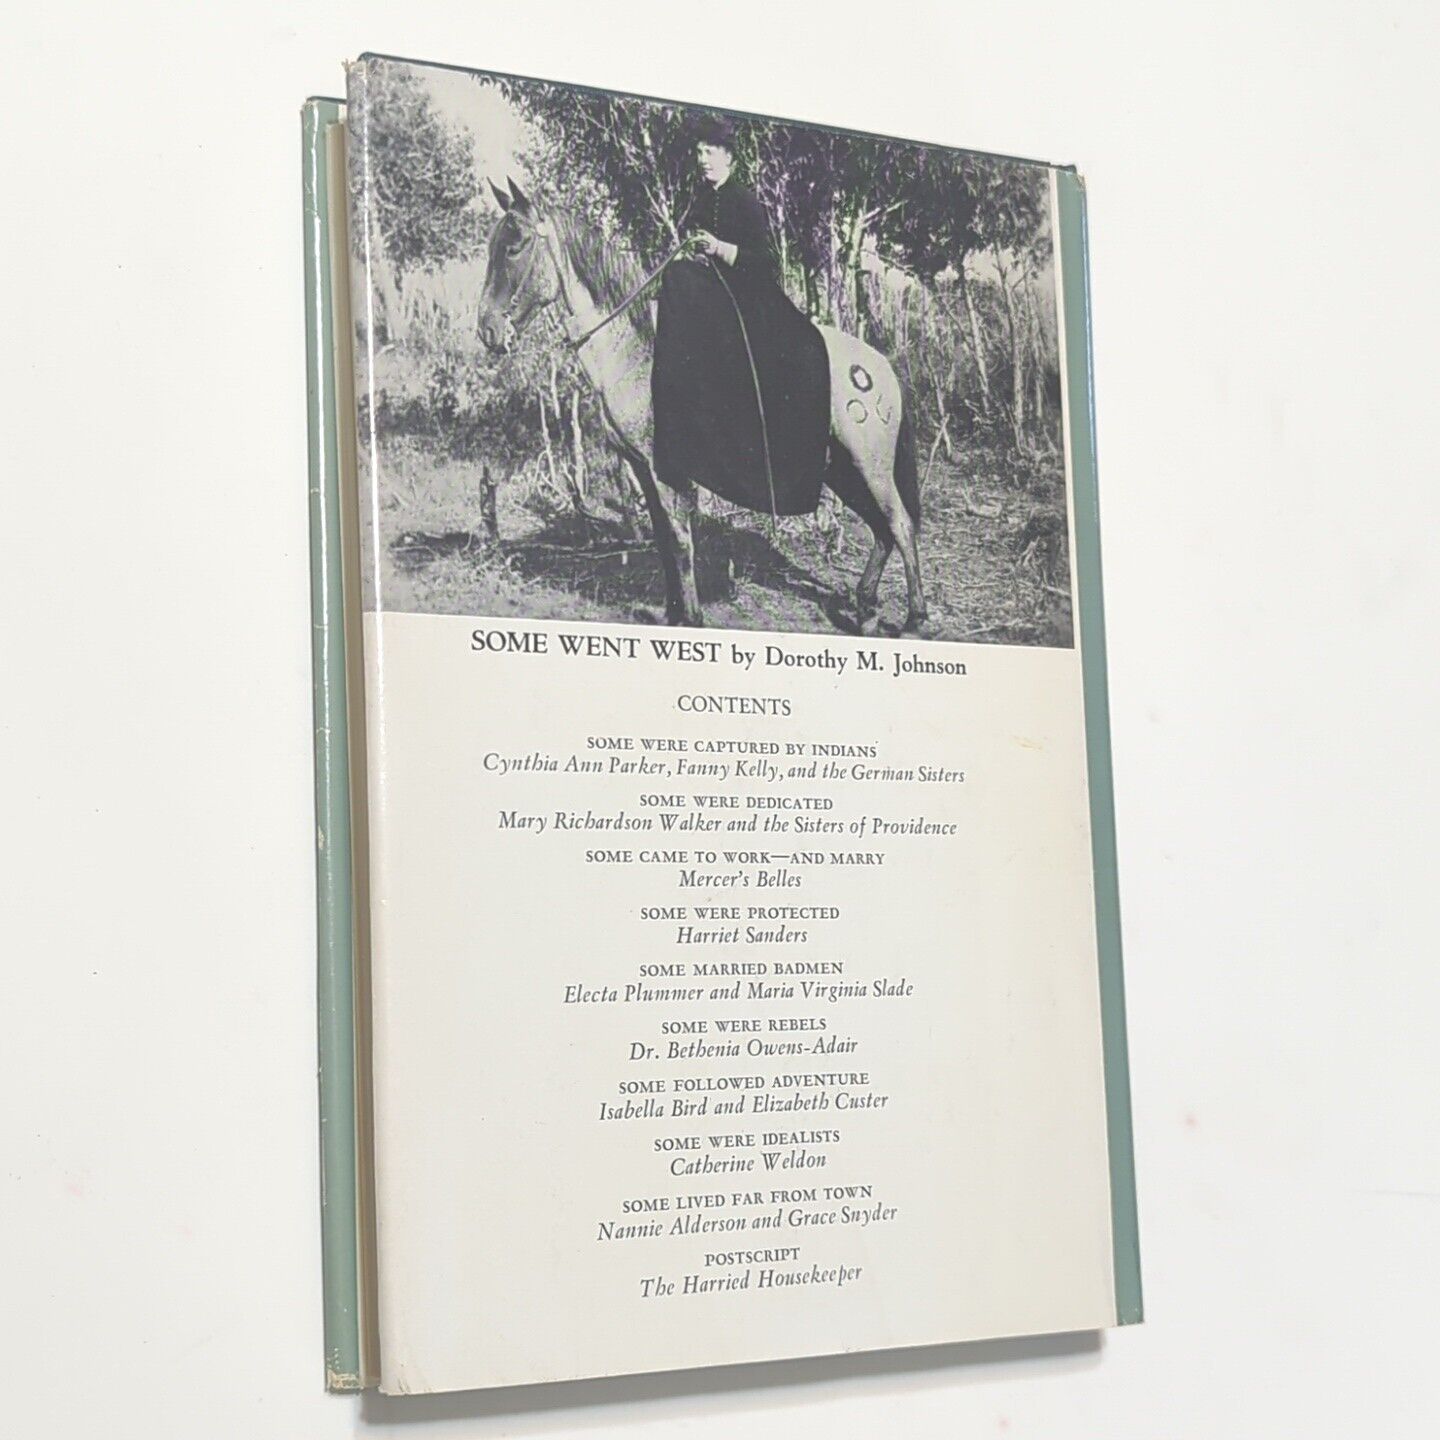 SOME WENT WEST by Dorothy M. Johnson
CONTENTS
SOME WERE CAPTURED BY INDIANS
Cynthia Ann Parker, Fanny Kelly, and the German Sisters
SOME WERE DEDICATED
Mary Richardson Walker and the Sisters of Providence
SOME CAME TO WORK—AND MARRY
Mercer's Belles
SOME WERE PROTECTED
Harriet Sanders
SOME MARRIED BADMEN
Electa Plummer and Maria Virginia Slade
SOME WERE REBELS
Dr. Bethenia Owens-Adair
SOME FOLLOWED ADVENTURE
Isabella Bird and Elizabeth Custer
SOME WERE IDEALISTS
Catherine Weldon
SOME LIVED FAR FROM TOWN
Nannie Alderson and Grace Snyder
POSTSCRIPT
The Harried Housekeeper